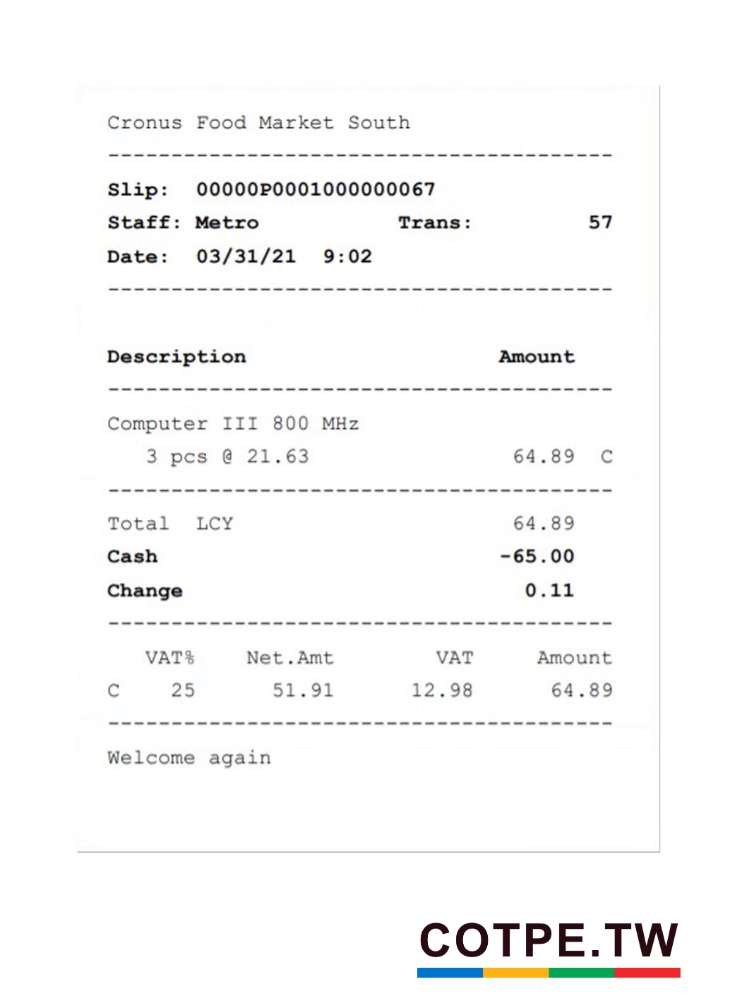 Cronus Food Market South
----------------------------------------
Slip: 00000P0001000000067
Staff: Metro Trans: 57
Date: 03/31/21 9:02
----------------------------------------
Description Amount
----------------------------------------
Computer III 800 MHz
3 pcs @ 21.63 64.89 C
----------------------------------------
Total LCY 64.89
Cash -65.00
Change 0.11
----------------------------------------
VAT% Net.Amt VAT Amount
C 25 51.91 12.98 64.89
----------------------------------------
Welcome again
COTPE.TW